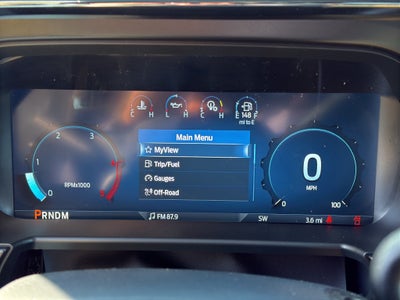 C H L H C H E 148 F
mi to E
Main Menu
MyView
Trip/Fuel
Gauges
Off-Road
0 2 3
RPMx1000
0
MPH
0 100
PRNDM
FM 87.9
SW
3.6 mi